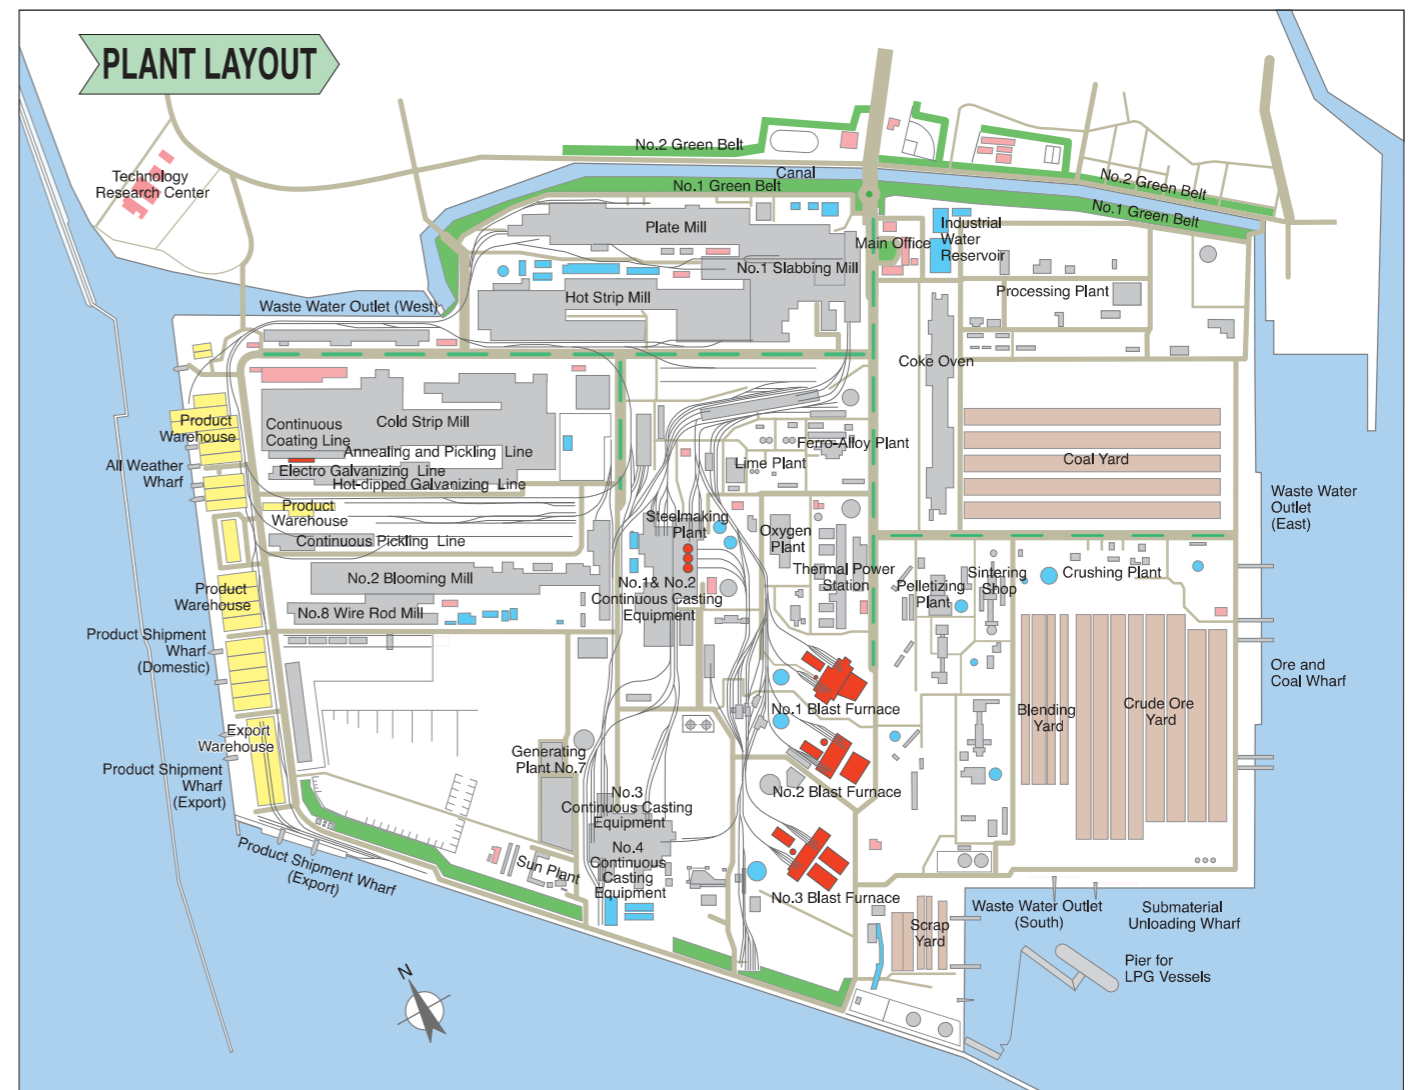 PLANT LAYOUT
No.2 Green Belt
Canal
No.1 Green Belt
No.2 Green Belt
No.1 Green Belt
Technology
Research Center
Plate Mill
Main Office
Industrial
Water
Reservoir
No.1 Slabbing Mill
Hot Strip Mill
Processing Plant
Waste Water Outlet (West)
Coke Oven
Product
Warehouse
Continuous
Coating Line
Cold Strip Mill
Annealing and Pickling Line
Electro Galvanizing Line
Hot-dipped Galvanizing Line
Ferro-Alloy Plant
Lime Plant
Coal Yard
All Weather
Wharf
Waste Water
Outlet
(East)
Product
Warehouse
Continuous Pickling Line
Steelmaking
Plant
Oxygen
Plant
Thermal Power
Station
Pelletizing
Plant
Sintering
Shop
Crushing Plant
No.2 Blooming Mill
No.1& No.2
Continuous Casting
Equipment
Product
Warehouse
No.8 Wire Rod Mill
Product Shipment
Wharf
(Domestic)
Ore and
Coal Wharf
No.1 Blast Furnace
Blending
Yard
Crude Ore
Yard
Export
Warehouse
Generating
Plant No.7
Product Shipment
Wharf
(Export)
No.2 Blast Furnace
No.3
Continuous Casting
Equipment
No.4
Continuous
Casting
Equipment
Sun Plant
Product Shipment Wharf
(Export)
No.3 Blast Furnace
Scrap
Yard
Waste Water Outlet
(South)
Submaterial
Unloading Wharf
Pier for
LPG Vessels
N